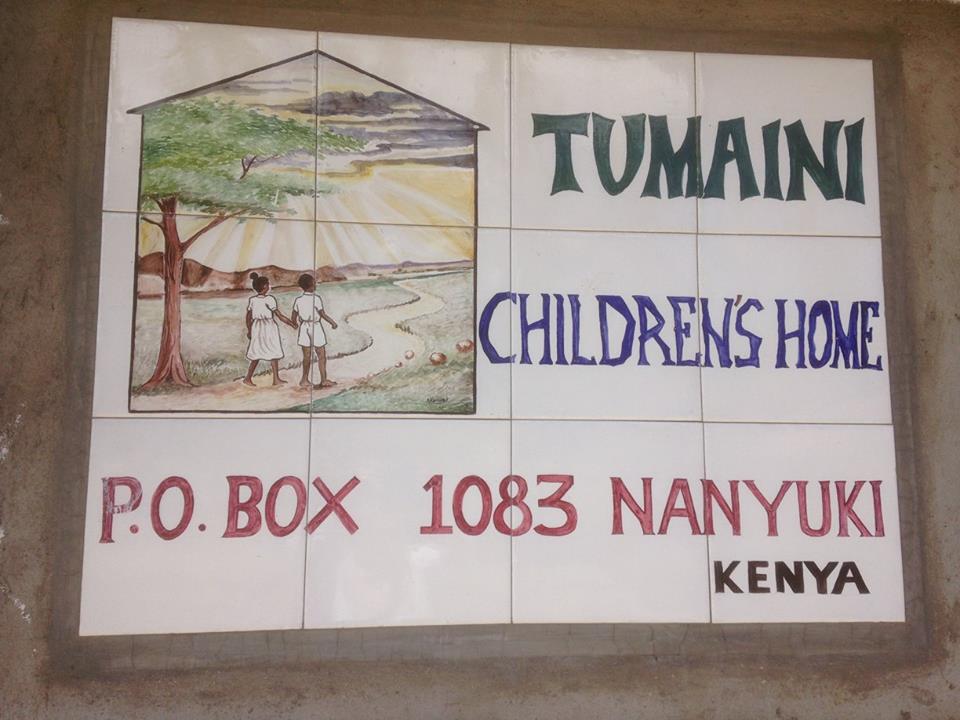 TUMAINI
CHILDREN'S HOME
P.O. BOX 1083 NANYUKI
KENYA